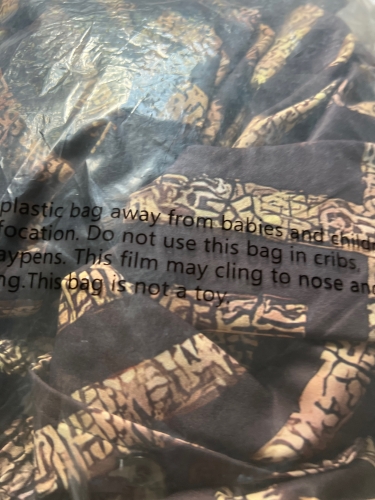 plastic bag away from babies and child
focation. Do not use this bag in cribs,
aypens. This film may cling to nose an
ng.This bag is not a toy.